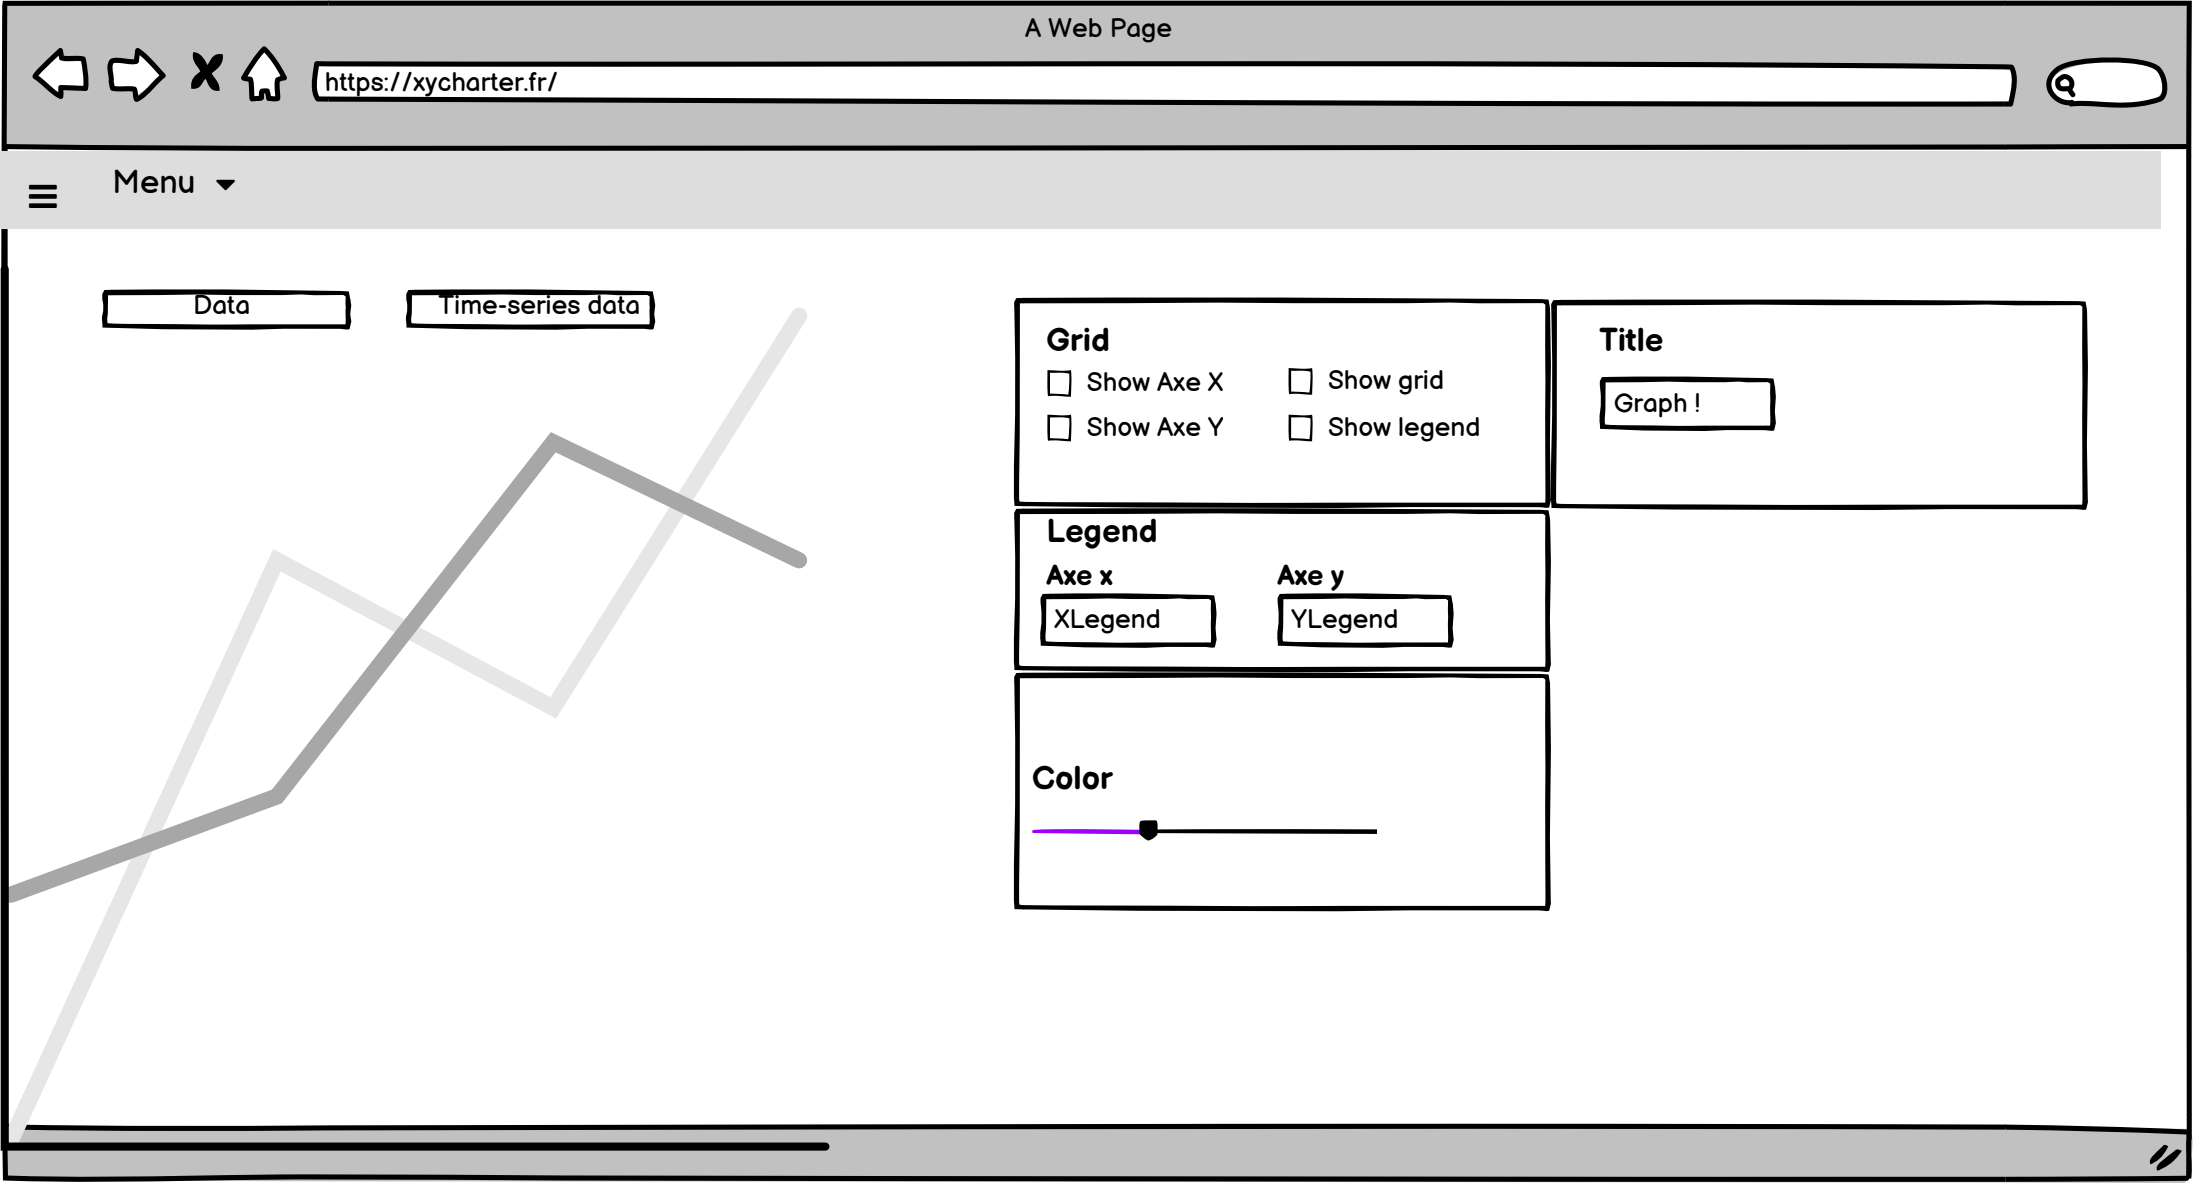 A Web Page
https://xycharter.fr/
Menu
Data
Time-series data
Grid
Show Axe X
Show grid
Show Axe Y
Show legend
Title
Graph !
Legend
Axe x
Axe y
XLegend
YLegend
Color